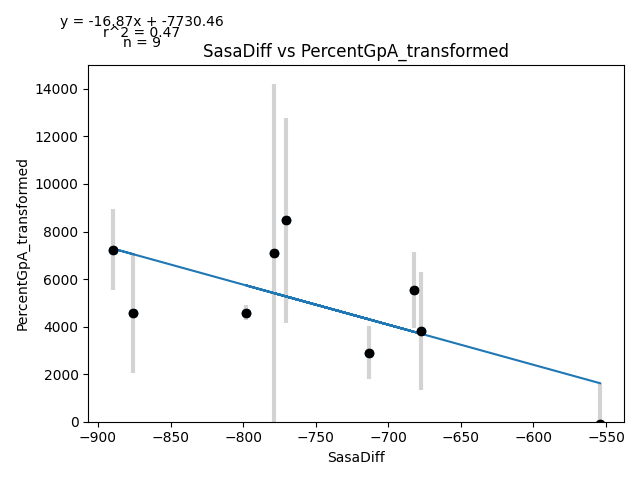 y = -16.87x + -7730.46
r^2 = 0.47
n = 9
SasaDiff vs PercentGpA_transformed
14000
12000
10000
8000
6000
4000
2000
0
PercentGpA_transformed
−900 −850 −800 −750 −700 −650 −600 −550
SasaDiff